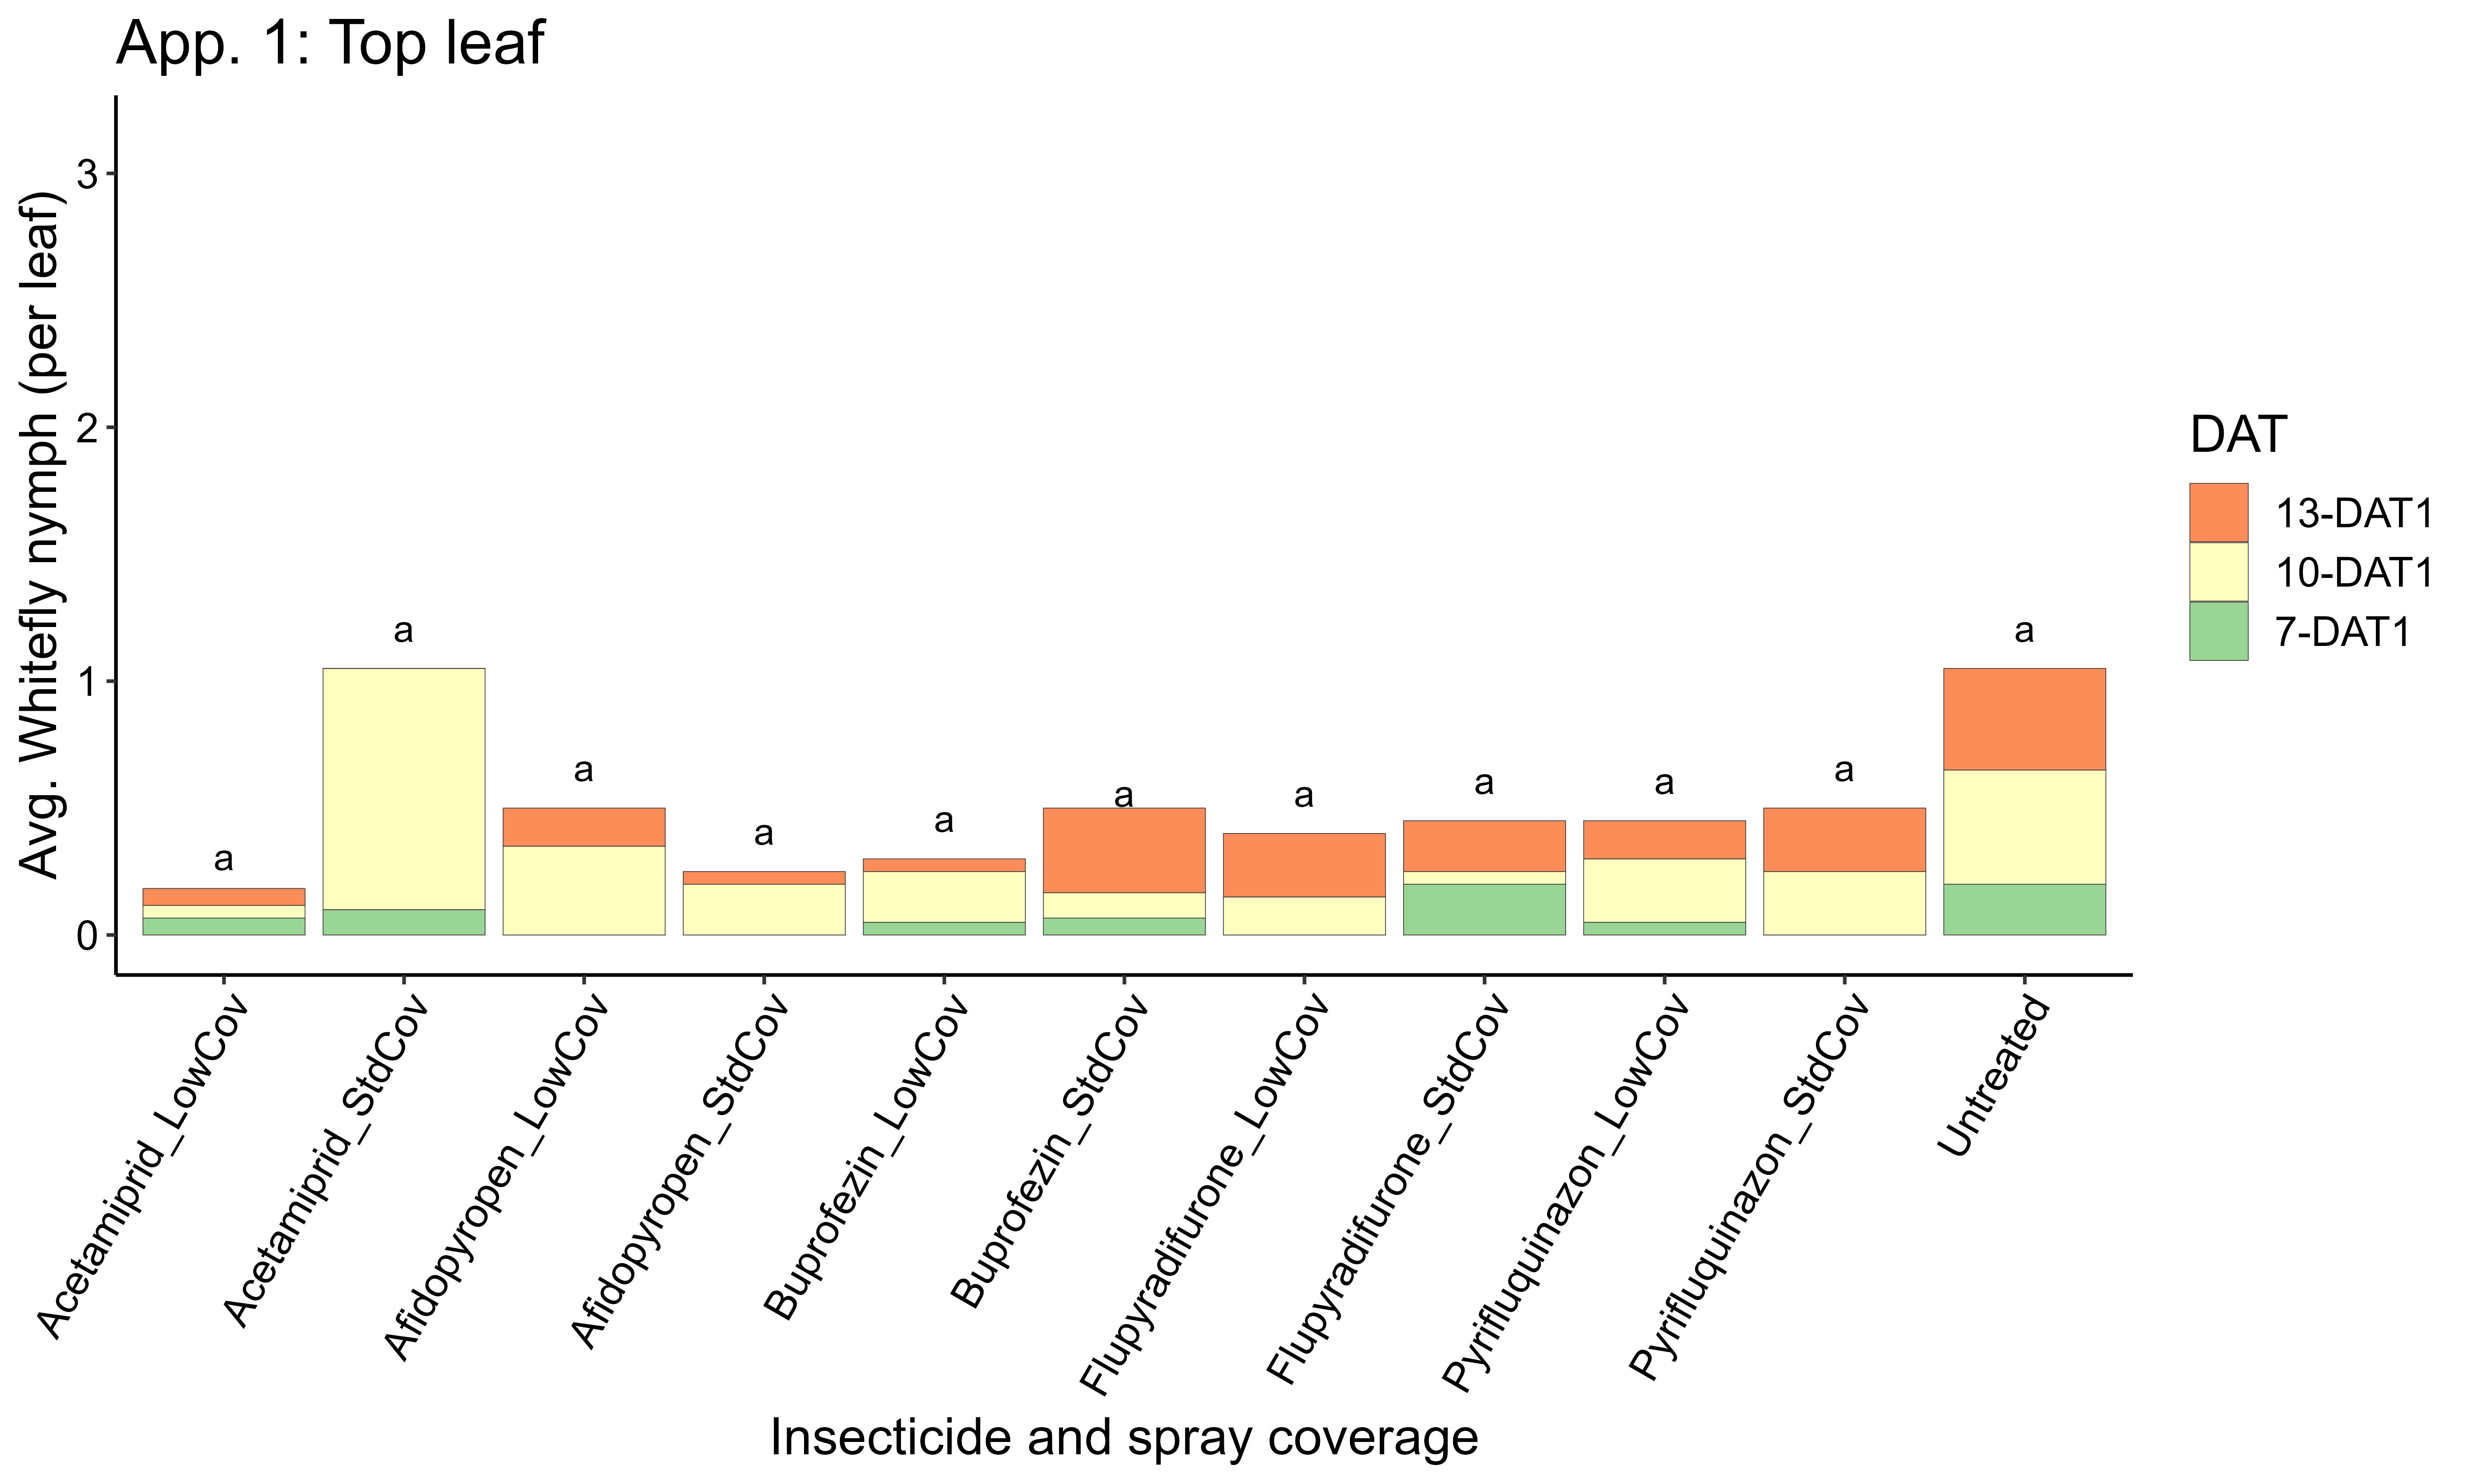 App. 1: Top leaf
Avg. Whitefly nymph (per leaf)
3
2
1
0
a
a
a
a
a
a
a
a
a
a
a
DAT
13-DAT1
10-DAT1
7-DAT1
Acetamiprid_LowCov
Acetamiprid_StdCov
Afidopyropen_LowCov
Afidopyropen_StdCov
Buprofezin_LowCov
Buprofezin_StdCov
Flupyradifurone_LowCov
Flupyradifurone_StdCov
Pyrifluquinazon_LowCov
Pyrifluquinazon_StdCov
Untreated
Insecticide and spray coverage